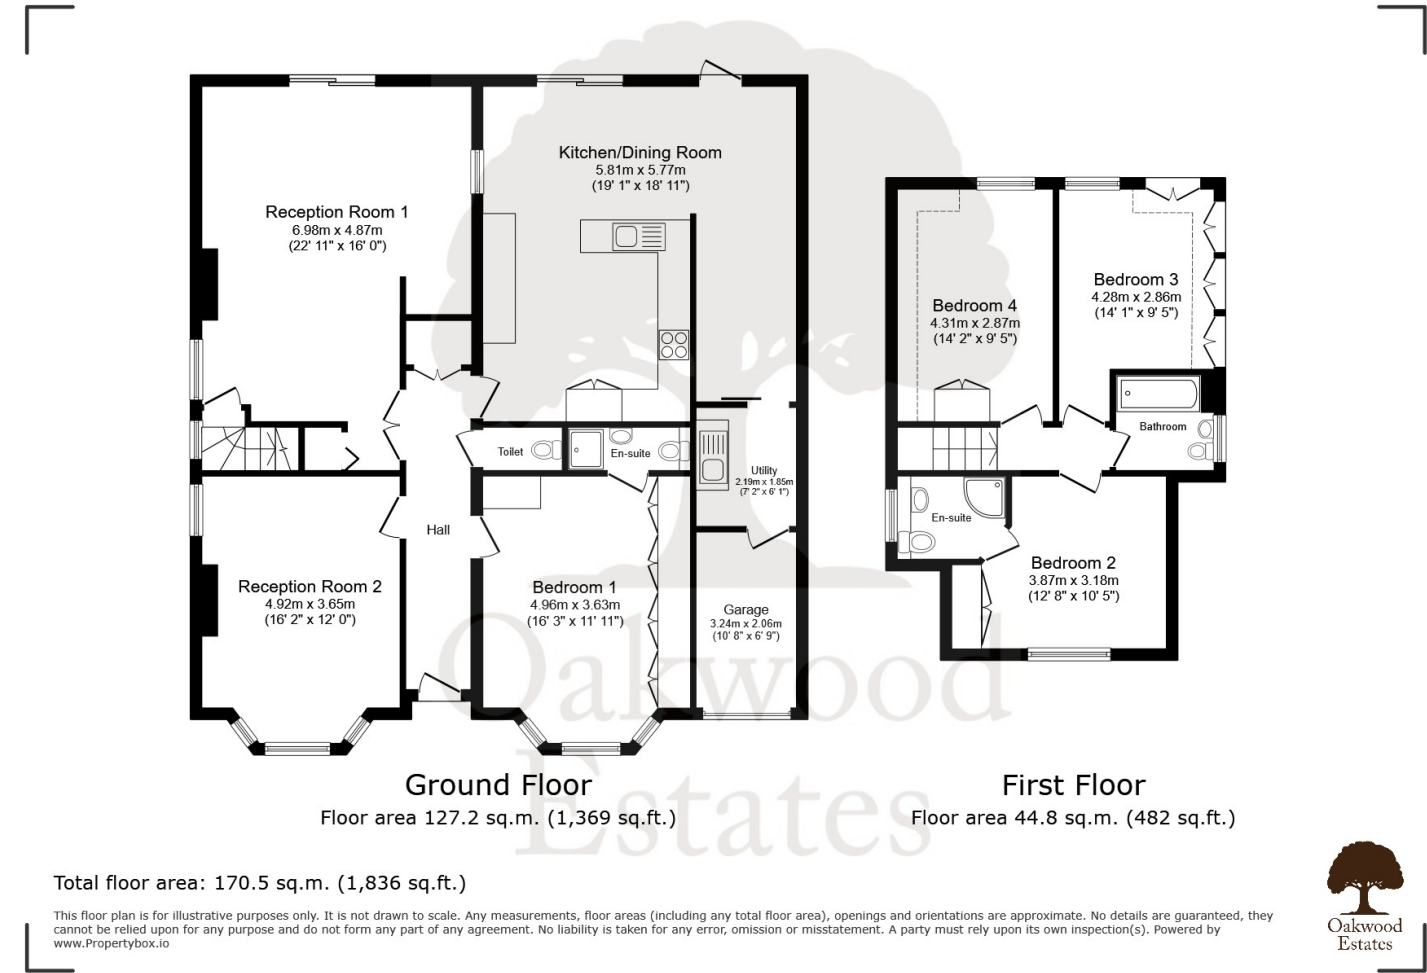 Kitchen/Dining Room
5.81m x 5.77m
(19' 1" x 18' 11")
Reception Room 1
6.98m x 4.87m
(22' 11" x 16' 0")
Toilet
En-suite
Utility
2.19m x 1.85m
(7' 2" x 6' 1")
Hall
Reception Room 2
4.92m x 3.65m
(16' 2" x 12' 0")
Bedroom 1
4.96m x 3.63m
(16' 3" x 11' 11")
Garage
3.24m x 2.06m
(10' 8" x 6' 9")
Bedroom 4
4.31m x 2.87m
(14' 2" x 9' 5")
Bedroom 3
4.28m x 2.86m
(14' 1" x 9' 5")
Bathroom
En-suite
Bedroom 2
3.87m x 3.18m
(12' 8" x 10' 5")
Oakwood
Estates
Ground Floor
Floor area 127.2 sq.m. (1,369 sq.ft.)
First Floor
Floor area 44.8 sq.m. (482 sq.ft.)
Total floor area: 170.5 sq.m. (1,836 sq.ft.)
This floor plan is for illustrative purposes only. It is not drawn to scale. Any measurements, floor areas (including any total floor area), openings and orientations are approximate. No details are guaranteed, they
cannot be relied upon for any purpose and do not form any part of any agreement. No liability is taken for any error, omission or misstatement. A party must rely upon its own inspection(s). Powered by
www.Propertybox.io
Oakwood
Estates